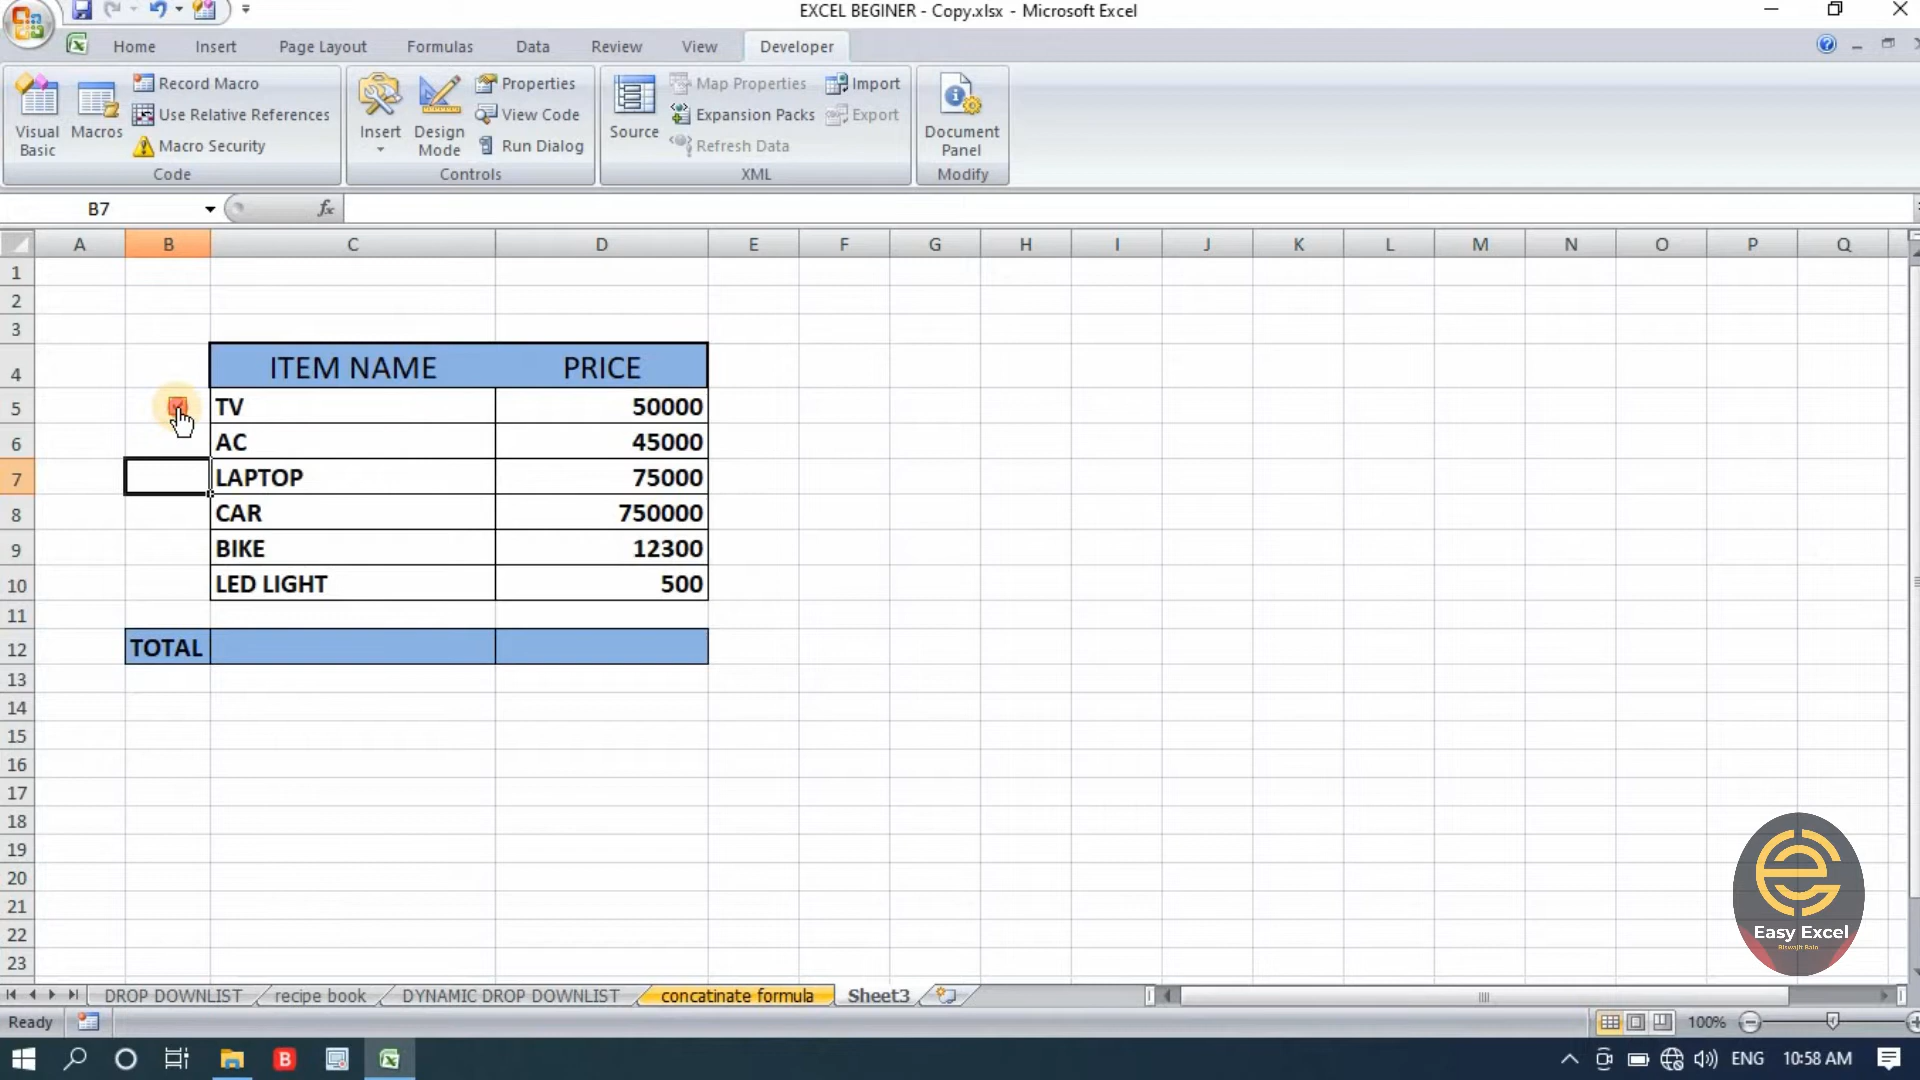 EXCEL BEGINER - Copy.xlsx - Microsoft Excel
Home Insert Page Layout Formulas Data Review View Developer
Visual Basic
Macros
Record Macro
Use Relative References
Macro Security
Code
Insert
Design Mode
Properties
View Code
Run Dialog
Controls
Source
Map Properties
Expansion Packs
Refresh Data
Import
Export
XML
Document Panel
Modify
B7 fx
A B C D E F G H I J K L M N O P Q
1
2
3
4 ITEM NAME PRICE
5 TV 50000
6 AC 45000
7 LAPTOP 75000
8 CAR 750000
9 BIKE 12300
10 LED LIGHT 500
11
12 TOTAL
13
14
15
16
17
18
19
20
21
22
23
Easy Excel
Biswajit Rain
DROP DOWNLIST recipe book DYNAMIC DROP DOWNLIST concatinate formula Sheet3
Ready 100%
B ENG 10:58 AM